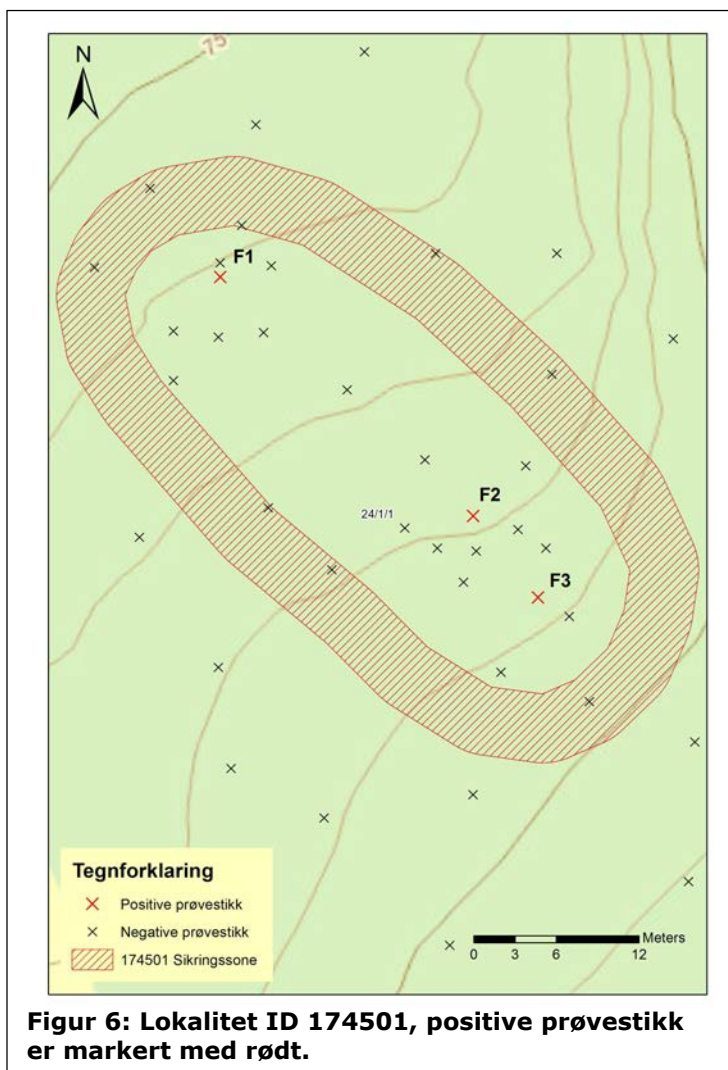 75
N
F1
F2
24/1/1
F3
Tegnforklaring
Positive prøvestikk
Negative prøvestikk
174501 Sikringssone
Meters
0 3 6 12
Figur 6: Lokalitet ID 174501, positive prøvestikk
er markert med rødt.